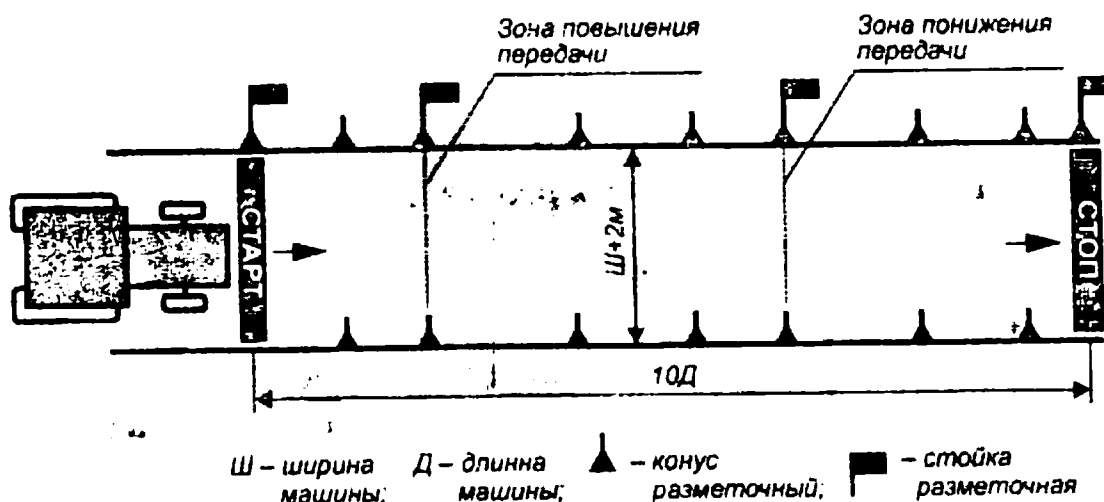 Зона повышения
передачи
Зона понижения
передачи
СТАРТ
Ш+2м
СТОП
10Д
Ш – ширина
машины;
Д – длинна
машины;
– конус
разметочный;
– стойка
разметочная